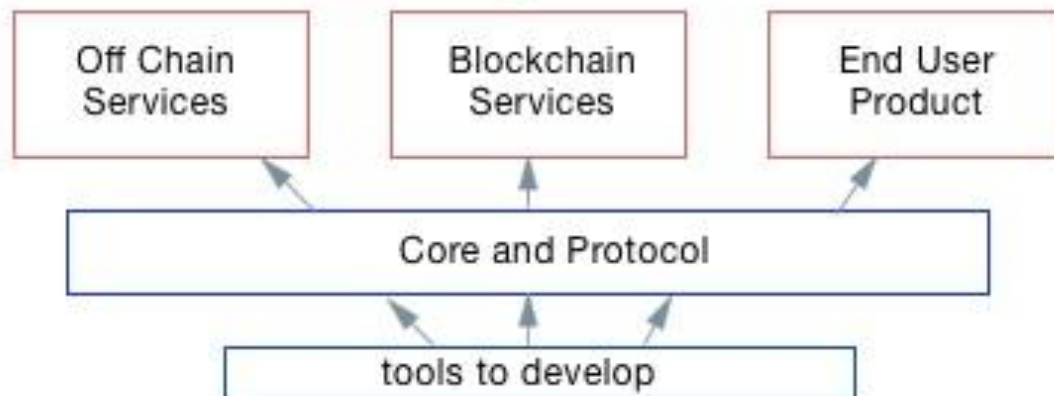 Off Chain
Services
Blockchain
Services
End User
Product
Core and Protocol
tools to develop